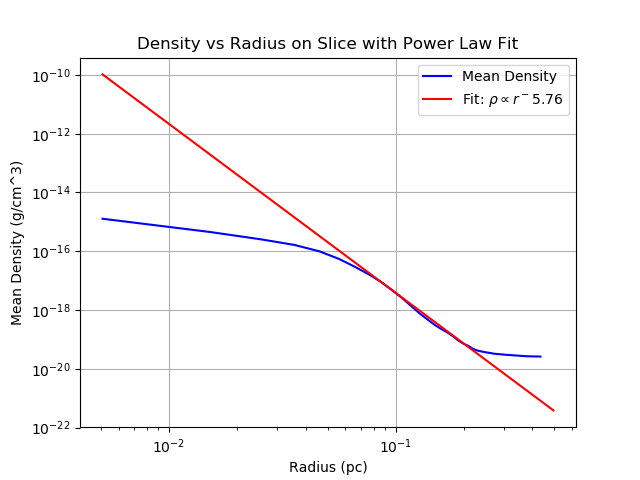 Density vs Radius on Slice with Power Law Fit
Mean Density
Fit: ρ ∝ r⁻5.76
Mean Density (g/cm^3)
10⁻¹⁰
10⁻¹²
10⁻¹⁴
10⁻¹⁶
10⁻¹⁸
10⁻²⁰
10⁻²²
10⁻²
10⁻¹
Radius (pc)